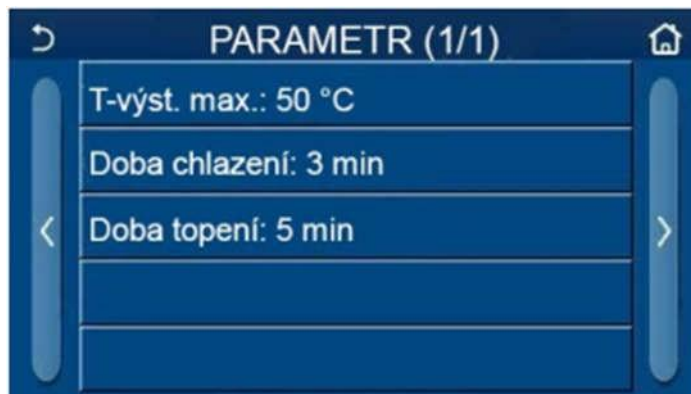 PARAMETR (1/1)
T-výst. max.: 50 °C
Doba chlazení: 3 min
Doba topení: 5 min